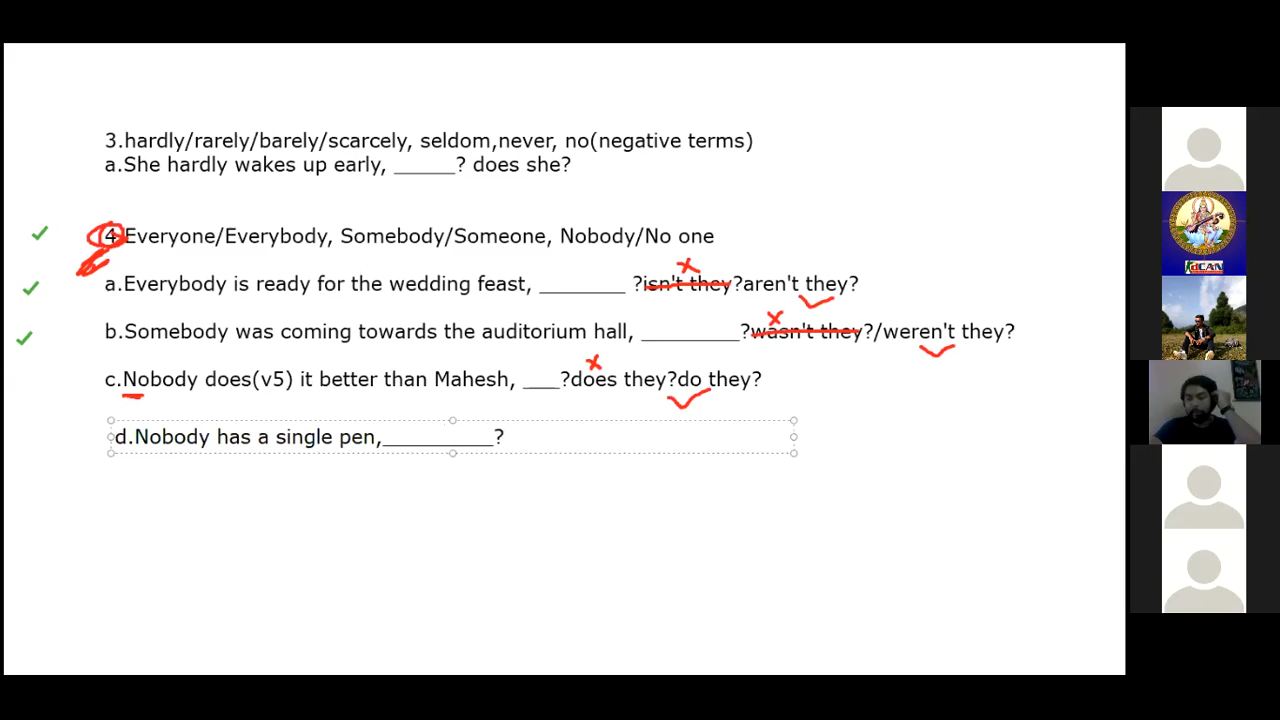 3.hardly/rarely/barely/scarcely, seldom,never, no(negative terms)
a.She hardly wakes up early, ______? does she?
4.Everyone/Everybody, Somebody/Someone, Nobody/No one
a.Everybody is ready for the wedding feast, ________ ?isn't they?aren't they?
b.Somebody was coming towards the auditorium hall, _________?wasn't they?/weren't they?
c.Nobody does(v5) it better than Mahesh, ___?does they?do they?
d.Nobody has a single pen,__________?